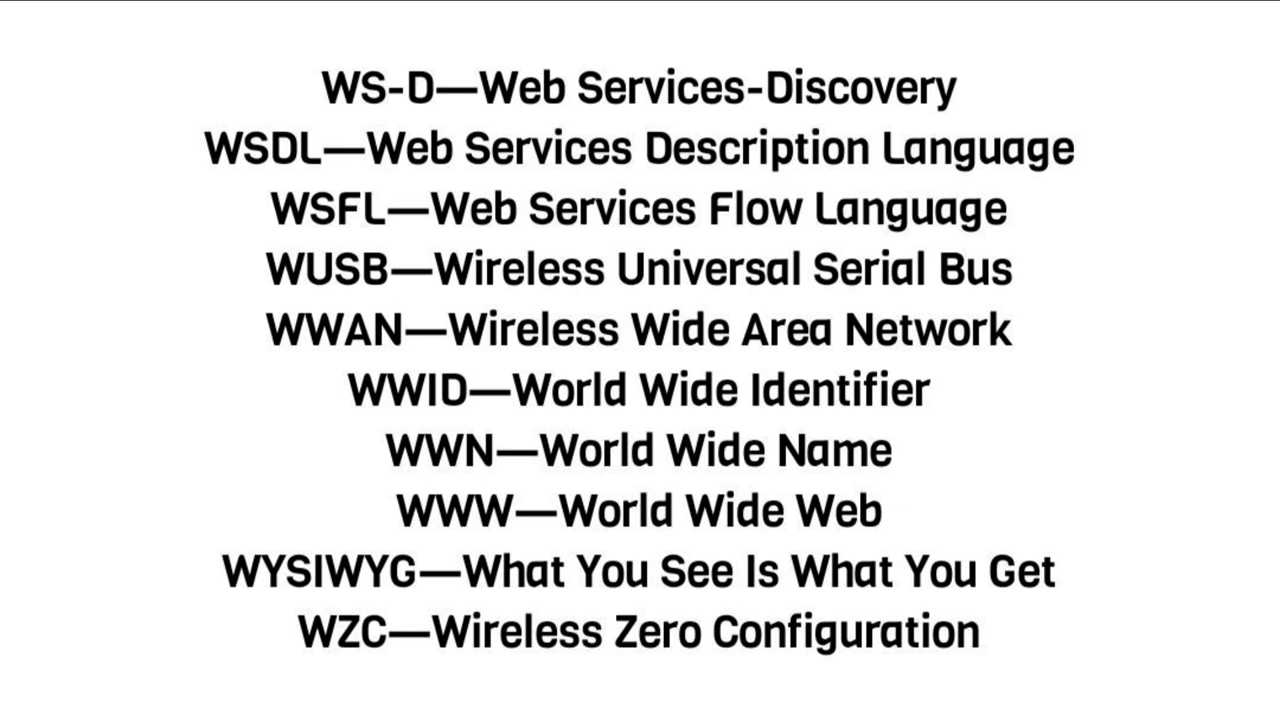 WS-D—Web Services-Discovery
WSDL—Web Services Description Language
WSFL—Web Services Flow Language
WUSB—Wireless Universal Serial Bus
WWAN—Wireless Wide Area Network
WWID—World Wide Identifier
WWN—World Wide Name
WWW—World Wide Web
WYSIWYG—What You See Is What You Get
WZC—Wireless Zero Configuration